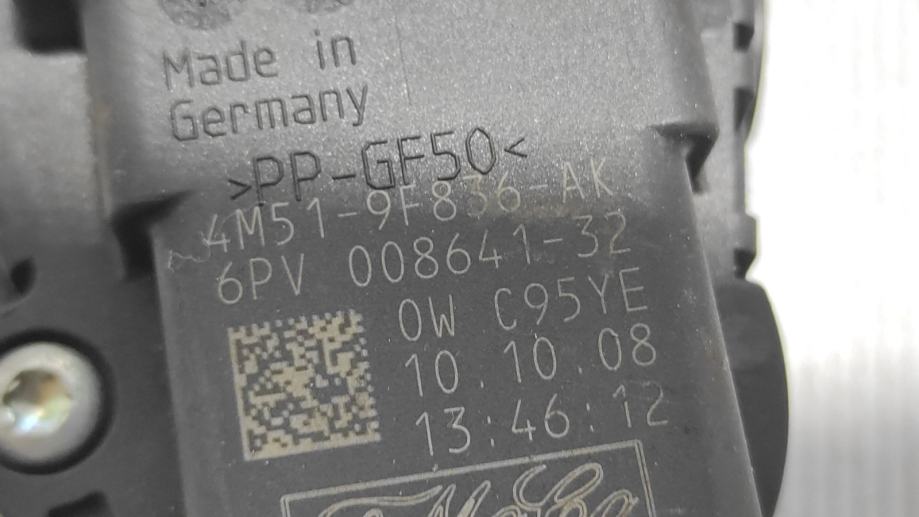 Made in
Germany
>PP-GF50<
4M51-9F836-AK
6PV 008641-32
0W C95YE
10.10.08
13:46:12